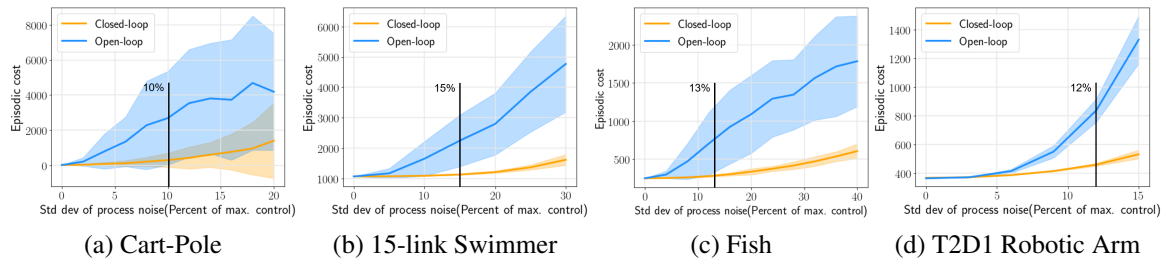 8000
6000
4000
2000
0
Episodic cost
Closed-loop
Open-loop
10%
0 5 10 15 20
Std dev of process noise(Percent of max. control)
(a) Cart-Pole
6000
5000
4000
3000
2000
1000
Episodic cost
Closed-loop
Open-loop
15%
0 10 20 30
Std dev of process noise(Percent of max. control)
(b) 15-link Swimmer
2000
1500
1000
500
Episodic cost
Closed-loop
Open-loop
13%
0 10 20 30 40
Std dev of process noise(Percent of max. control)
(c) Fish
1400
1200
1000
800
600
400
Episodic cost
Closed-loop
Open-loop
12%
0 5 10 15
Std dev of process noise(Percent of max. control)
(d) T2D1 Robotic Arm